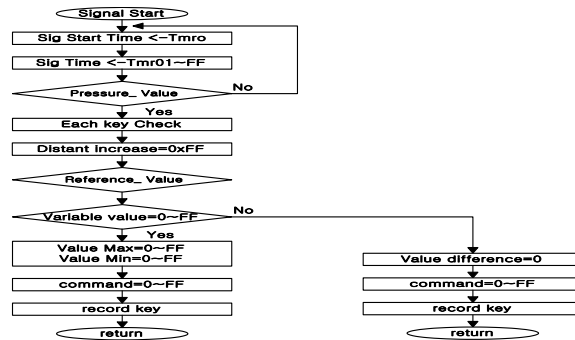 Signal Start
Sig Start Time <-Tmro
Sig Time <-Tmr01~FF
Pressure_ Value
No
Yes
Each key Check
Distant Increase=0xFF
Reference_ Value
Variable value=0~FF
No
Yes
Value Max=0~FF
Value Min=0~FF
command=0~FF
record key
return
Value difference=0
command=0~FF
record key
return